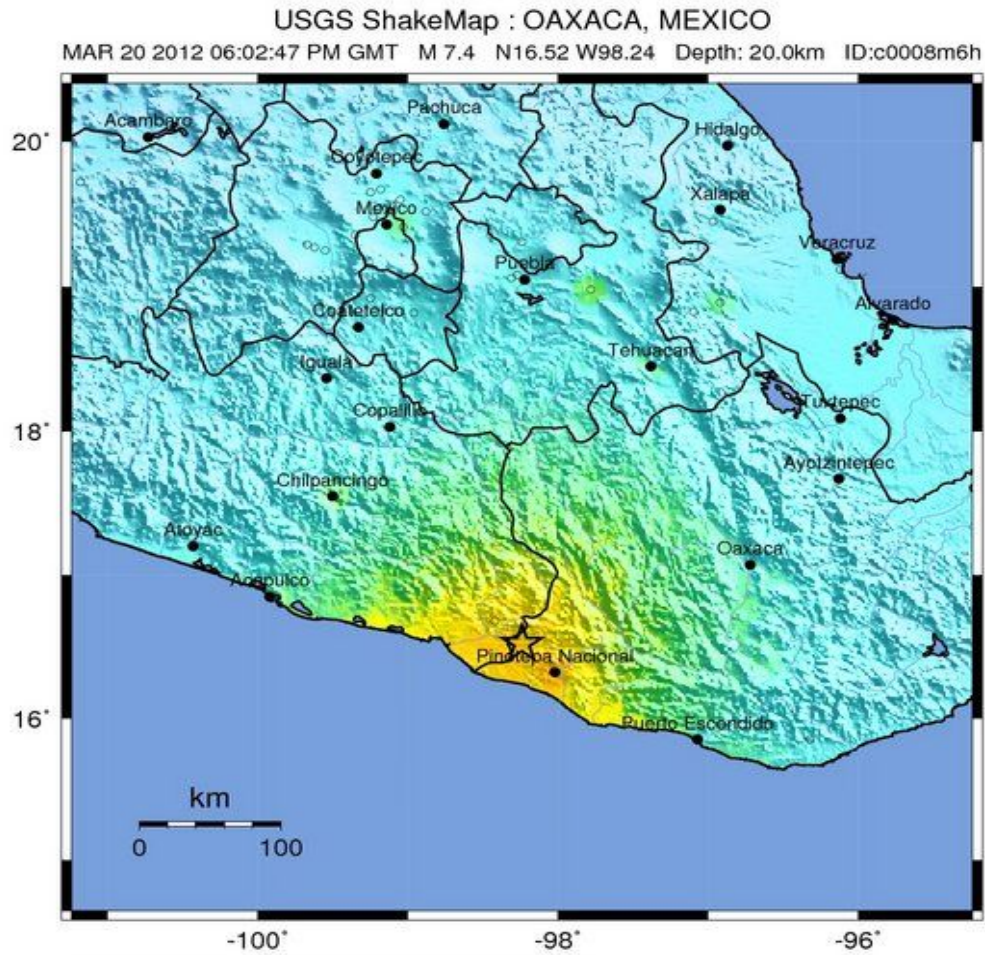 USGS ShakeMap : OAXACA, MEXICO
MAR 20 2012 06:02:47 PM GMT M 7.4 N16.52 W98.24 Depth: 20.0km ID:c0008m6h
Pachuca
Acambaro
20°
Hidalgo
Coyotepec
Xalapa
Mexico
Veracruz
Puebla
Alvarado
Coatetelco
Tehuacan
Iguala
Tuxtepec
Copalillo
18°
Ayotzintepec
Chilpancingo
Atoyac
Oaxaca
Acapulco
Pinotepa Nacional
16°
Puerto Escondido
km
0 100
-100° -98° -96°